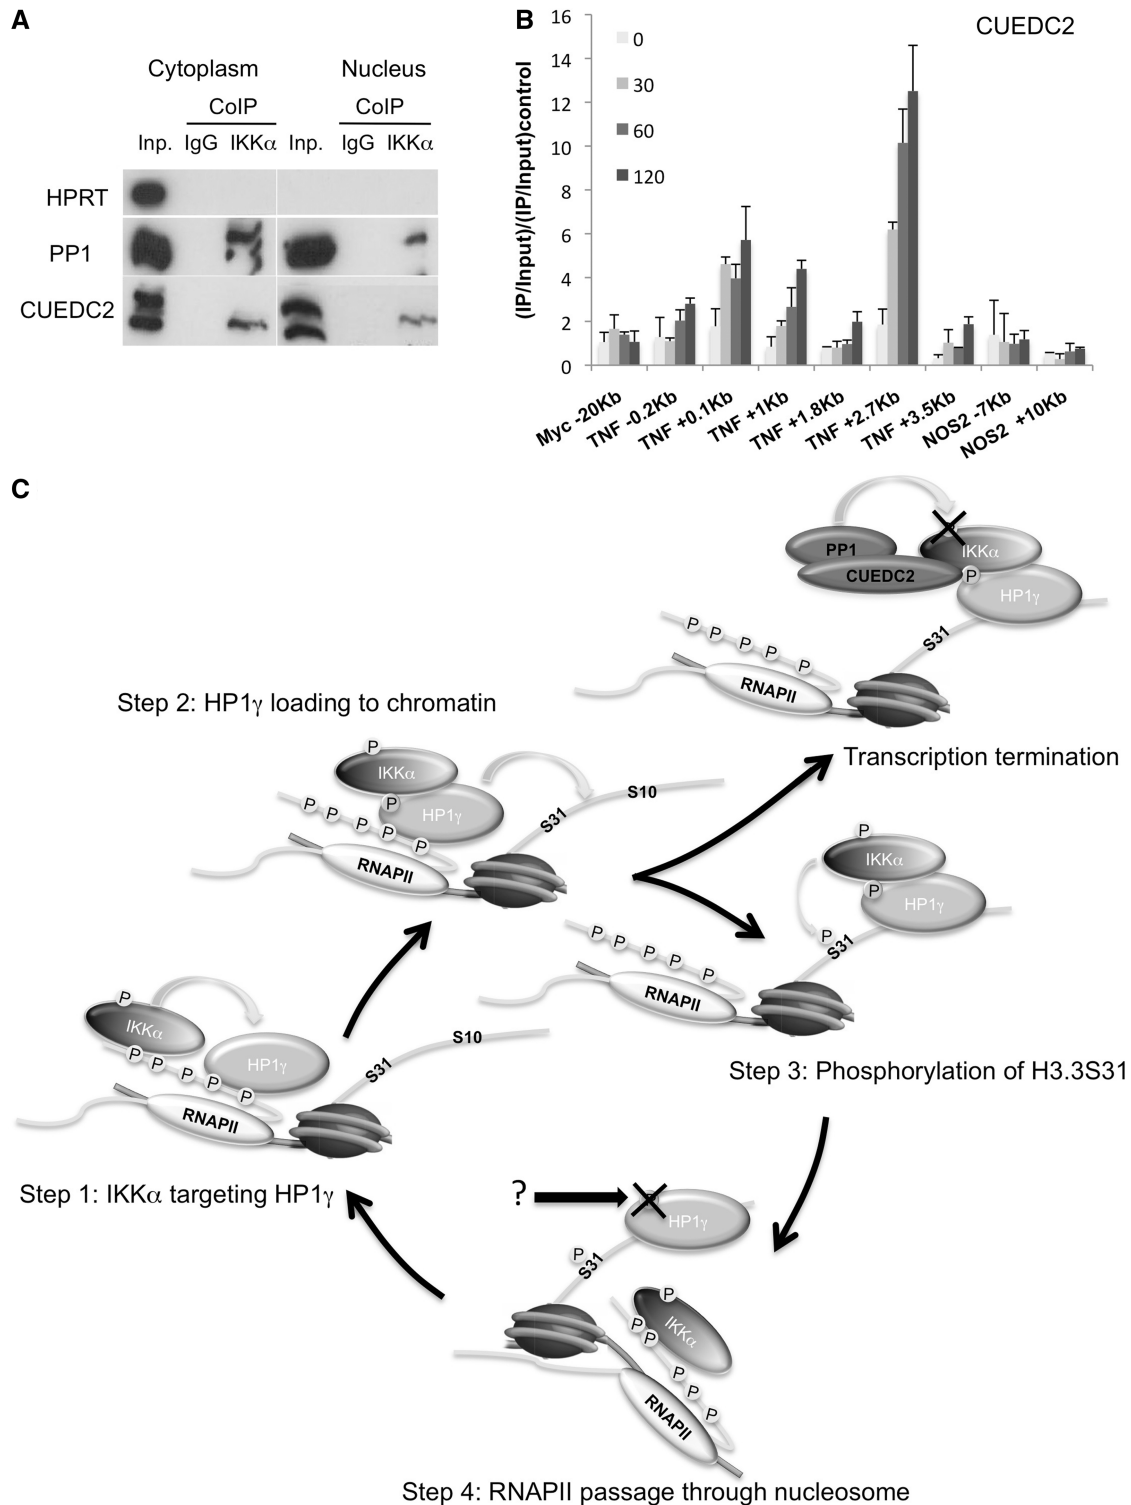 A
Cytoplasm Nucleus
CoIP CoIP
Inp. IgG IKKα Inp. IgG IKKα
HPRT
PP1
CUEDC2
B
CUEDC2
(IP/Input)/(IP/Input)control
16
14
12
10
8
6
4
2
0
0
30
60
120
Myc -20Kb
TNF -0.2Kb
TNF +0.1Kb
TNF +1Kb
TNF +1.8Kb
TNF +2.7Kb
TNF +3.5Kb
NOS2 -7Kb
NOS2 +10Kb
C
PP1
IKKα
CUEDC2
P
HP1γ
S31
P P P P P
RNAPII
Transcription termination
Step 2: HP1γ loading to chromatin
P
IKKα
P
HP1γ
S10
S31
P P P P P
RNAPII
P
IKKα
P
HP1γ
P
S31
P P P P P
RNAPII
Step 3: Phosphorylation of H3.3S31
P
IKKα
HP1γ
S10
S31
P P P P P
RNAPII
Step 1: IKKα targeting HP1γ
?
HP1γ
P
S31
P
IKKα
P P P P P
RNAPII
Step 4: RNAPII passage through nucleosome